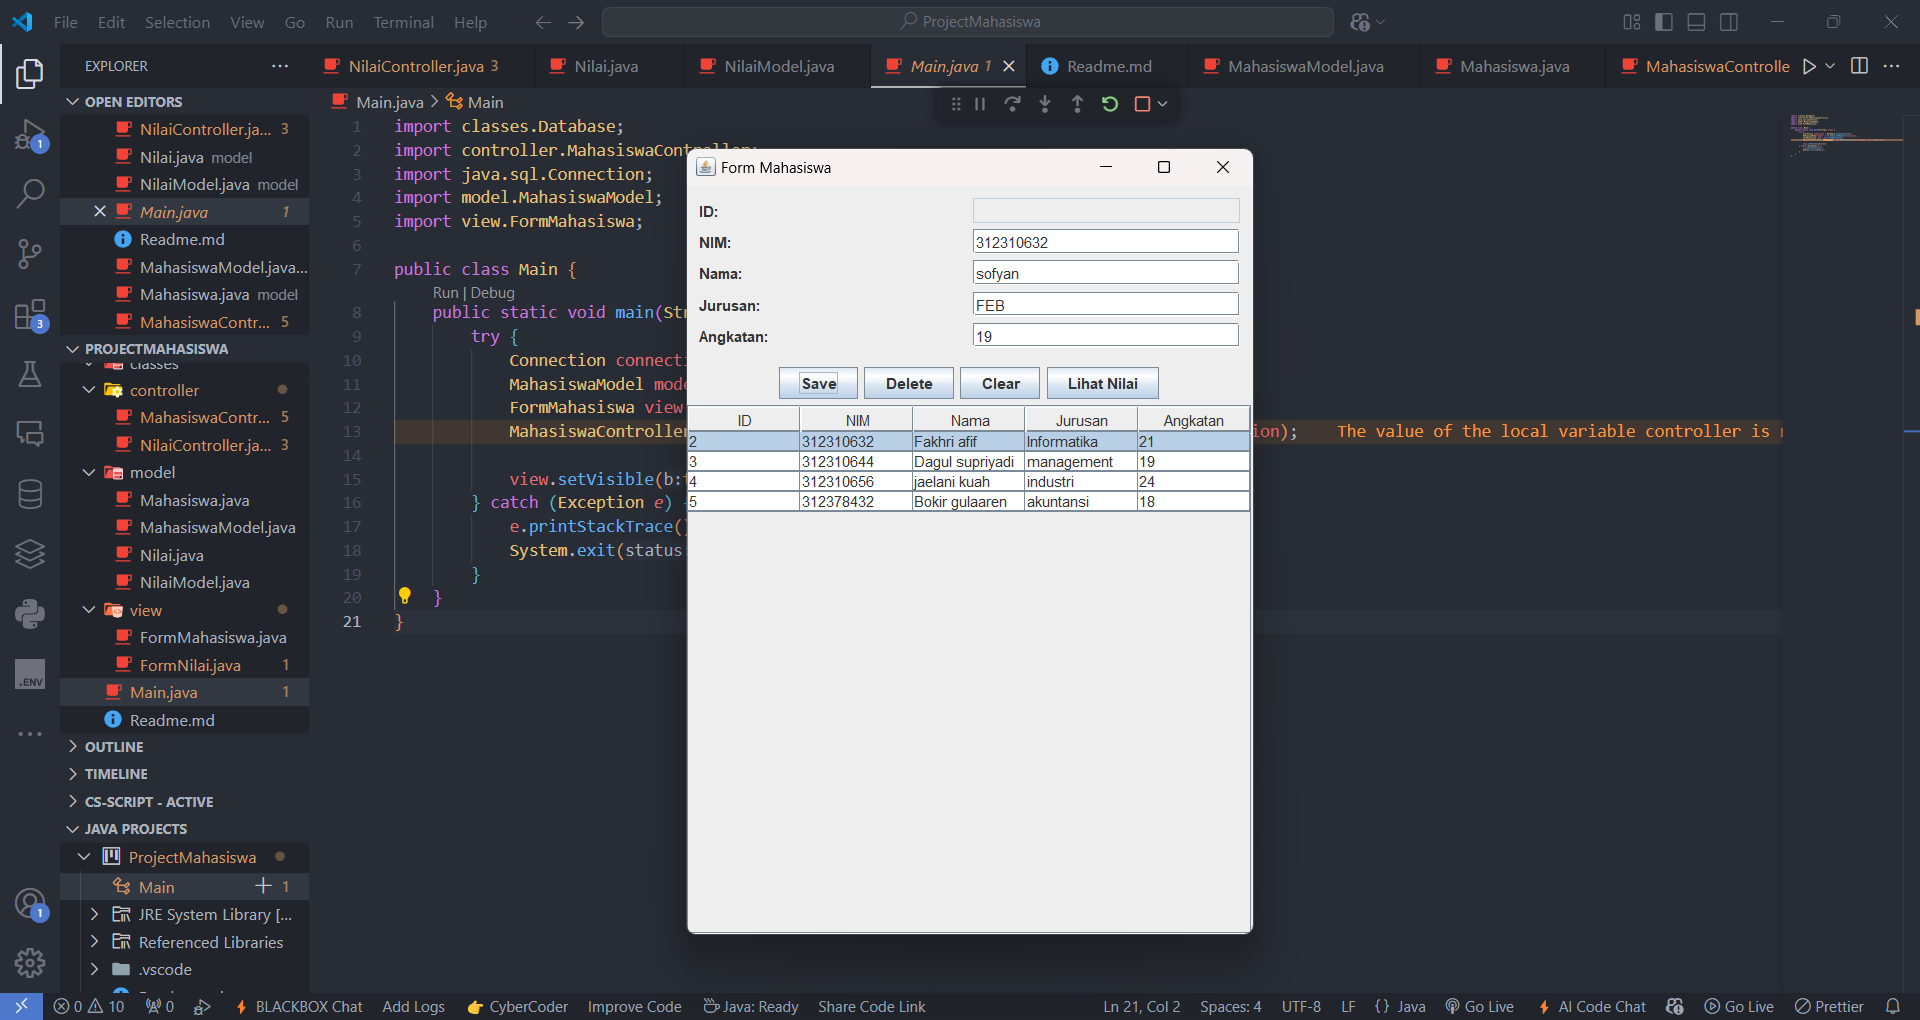 File Edit Selection View Go Run Terminal Help
ProjectMahasiswa
EXPLORER
NilaiController.java 3
Nilai.java
NilaiModel.java
Main.java 1
Readme.md
MahasiswaModel.java
Mahasiswa.java
MahasiswaControlle
OPEN EDITORS
NilaiController.ja... 3
Nilai.java model
NilaiModel.java model
Main.java 1
Readme.md
MahasiswaModel.java...
Mahasiswa.java model
MahasiswaContr... 5
PROJECTMAHASISWA
classes
controller
MahasiswaContr... 5
NilaiController.ja... 3
model
Mahasiswa.java
MahasiswaModel.java
Nilai.java
NilaiModel.java
view
FormMahasiswa.java
FormNilai.java 1
Main.java 1
Readme.md
OUTLINE
TIMELINE
CS-SCRIPT - ACTIVE
JAVA PROJECTS
ProjectMahasiswa
Main 1
JRE System Library [...
Referenced Libraries
.vscode
1
3
.ENV
1
Main.java > Main
1 import classes.Database;
2 import controller.MahasiswaController;
3 import java.sql.Connection;
4 import model.MahasiswaModel;
5 import view.FormMahasiswa;
6
7 public class Main {
Run | Debug
8 public static void main(Str
9 try {
10 Connection connecti
11 MahasiswaModel mode
12 FormMahasiswa view
13 MahasiswaController ion); The value of the local variable controller is
14
15 view.setVisible(b:t
16 } catch (Exception e) {
17 e.printStackTrace()
18 System.exit(status:
19 }
20 }
21 }
Form Mahasiswa
ID:
NIM: 312310632
Nama: sofyan
Jurusan: FEB
Angkatan: 19
Save Delete Clear Lihat Nilai
ID NIM Nama Jurusan Angkatan
2 312310632 Fakhri afif Informatika 21
3 312310644 Dagul supriyadi management 19
4 312310656 jaelani kuah industri 24
5 312378432 Bokir gulaaren akuntansi 18
0 10 0 BLACKBOX Chat Add Logs CyberCoder Improve Code Java: Ready Share Code Link Ln 21, Col 2 Spaces: 4 UTF-8 LF {} Java Go Live AI Code Chat Go Live Prettier